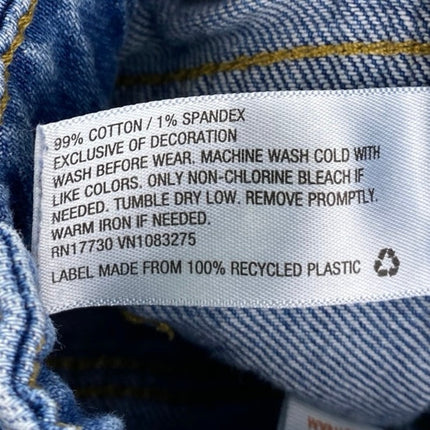 99% COTTON / 1% SPANDEX
EXCLUSIVE OF DECORATION
WASH BEFORE WEAR. MACHINE WASH COLD WITH
LIKE COLORS. ONLY NON-CHLORINE BLEACH IF
NEEDED. TUMBLE DRY LOW. REMOVE PROMPTLY.
WARM IRON IF NEEDED.
RN17730 VN1083275
LABEL MADE FROM 100% RECYCLED PLASTIC